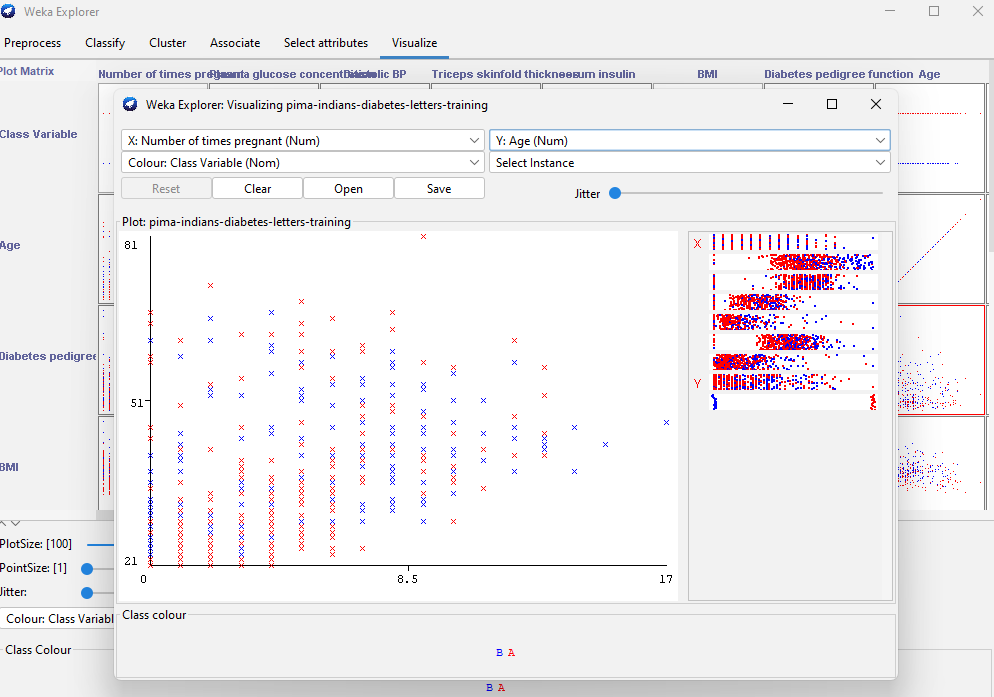 Weka Explorer
Preprocess Classify Cluster Associate Select attributes Visualize
Plot Matrix Number of times Plasma glucose Diastolic BP Triceps skinfold thickness serum insulin BMI Diabetes pedigree function Age
Weka Explorer: Visualizing pima-indians-diabetes-letters-training
Class Variable
X: Number of times pregnant (Num) Y: Age (Num)
Colour: Class Variable (Nom) Select Instance
Reset Clear Open Save Jitter
Plot: pima-indians-diabetes-letters-training
81
X
Age
Diabetes pedigree
Y
51
BMI
PlotSize: [100]
21
PointSize: [1]
0 8.5 17
Jitter:
Colour: Class Variabl
Class colour
Class Colour
B A
B A